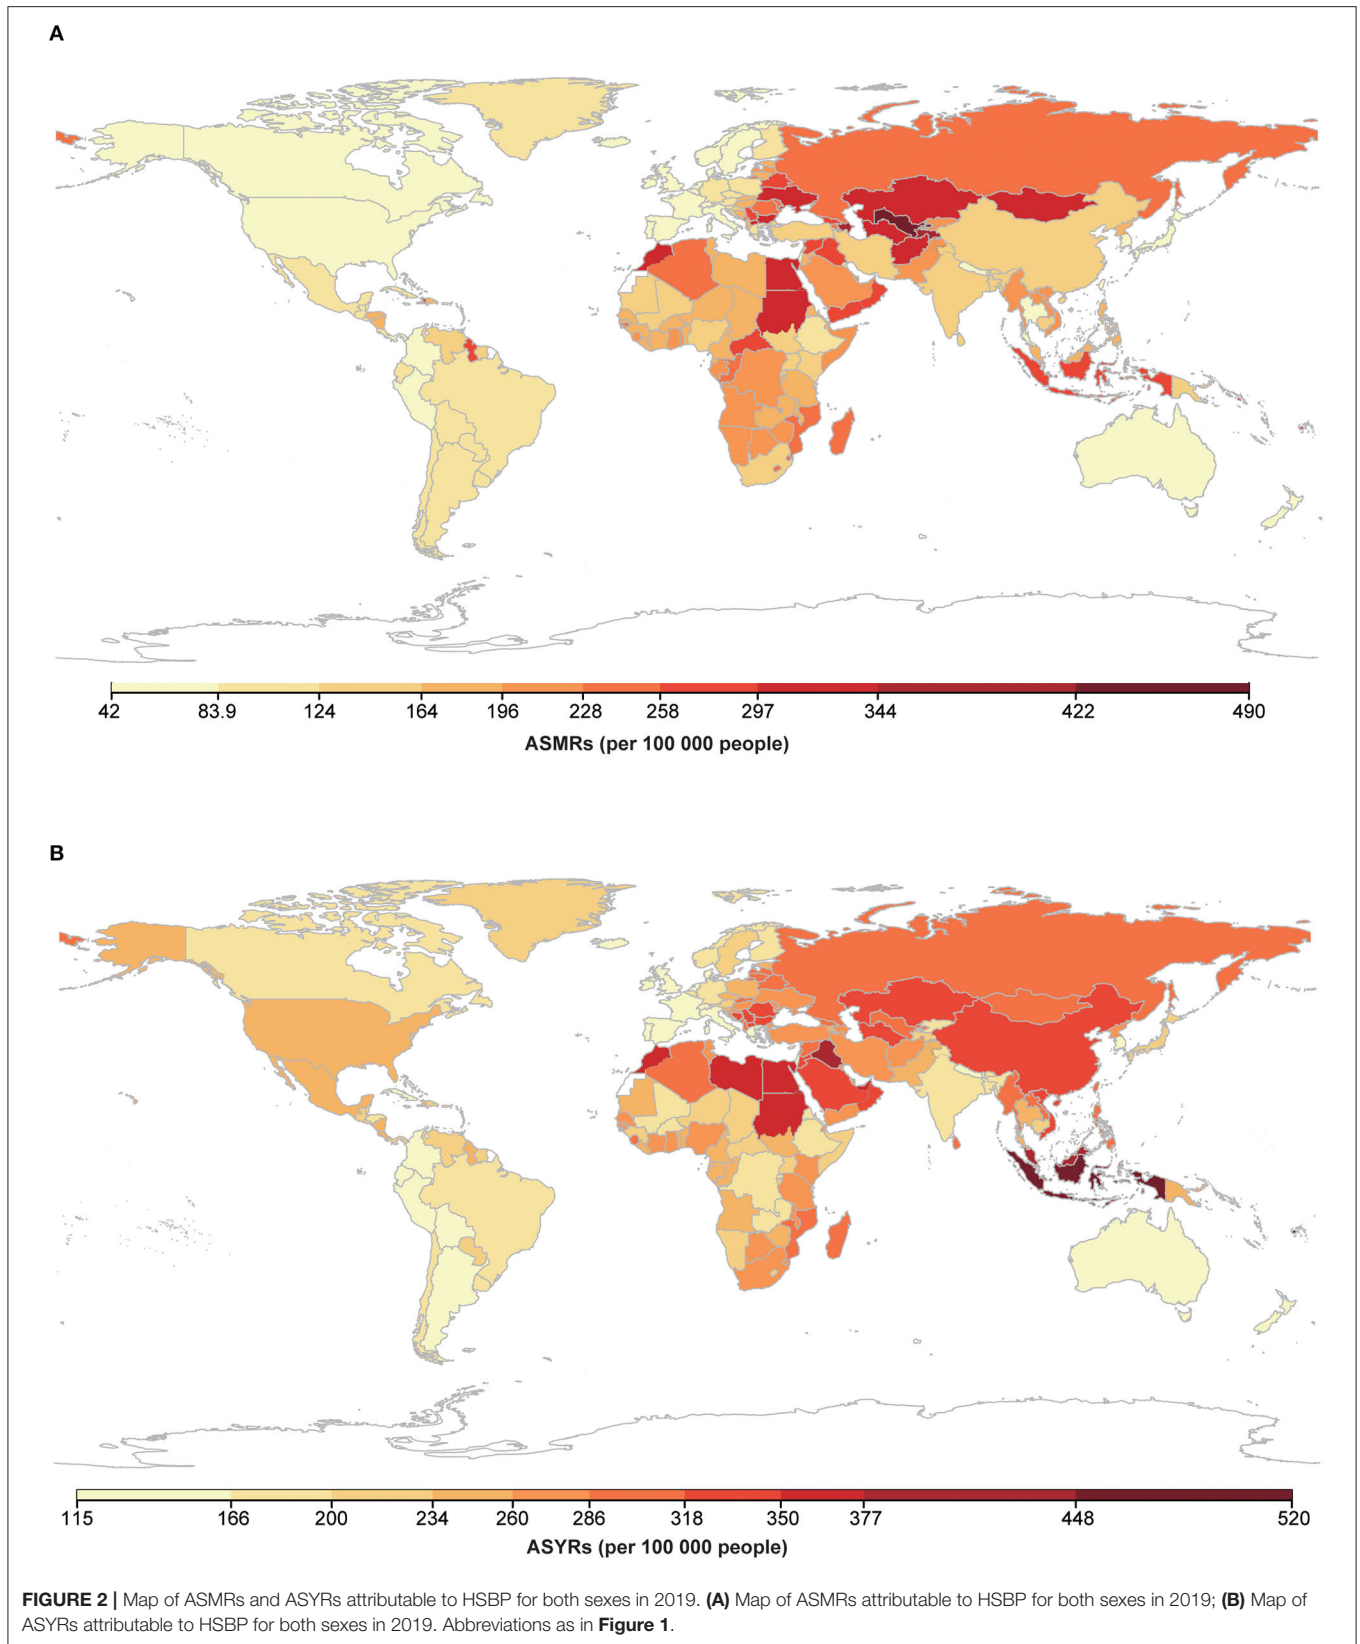 A
42 83.9 124 164 196 228 258 297 344 422 490
ASMRs (per 100 000 people)
B
115 166 200 234 260 286 318 350 377 448 520
ASYRs (per 100 000 people)
FIGURE 2 | Map of ASMRs and ASYRs attributable to HSBP for both sexes in 2019. (A) Map of ASMRs attributable to HSBP for both sexes in 2019; (B) Map of
ASYRs attributable to HSBP for both sexes in 2019. Abbreviations as in Figure 1.